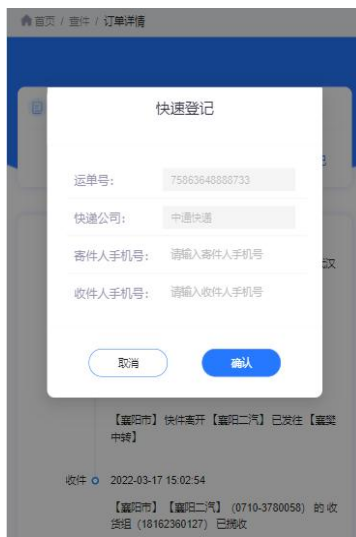 首页 / 查件 / 订单详情
快速登记
运单号： 75863648888733
快递公司： 中通快递
寄件人手机号： 请输入寄件人手机号
收件人手机号： 请输入收件人手机号
汉
取消 确认
【襄阳市】快件离开【襄阳二汽】已发往【襄樊
中转】
收件 2022-03-17 15:02:54
【襄阳市】【襄阳二汽】（0710-3780058）的收
货组（18162360127）已揽收